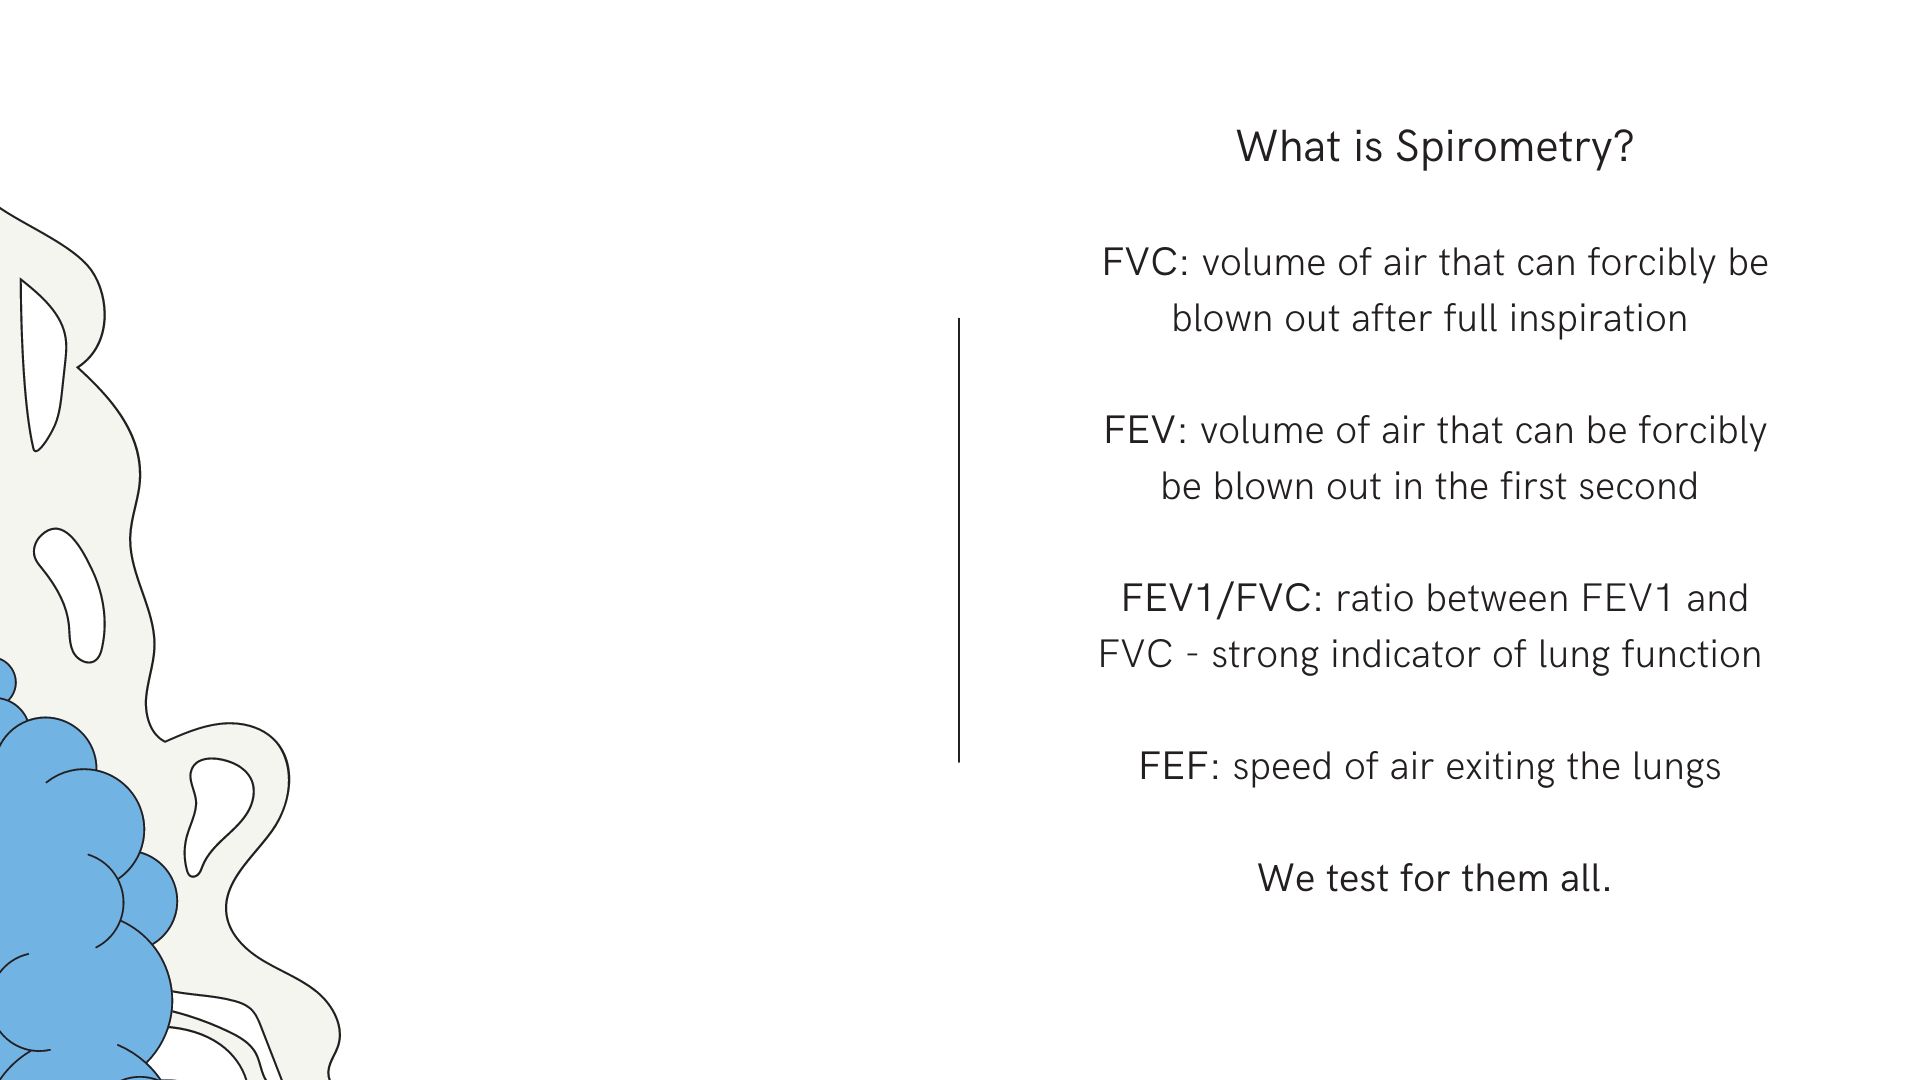 What is Spirometry?
FVC: volume of air that can forcibly be
blown out after full inspiration
FEV: volume of air that can be forcibly
be blown out in the first second
FEV1/FVC: ratio between FEV1 and
FVC - strong indicator of lung function
FEF: speed of air exiting the lungs
We test for them all.